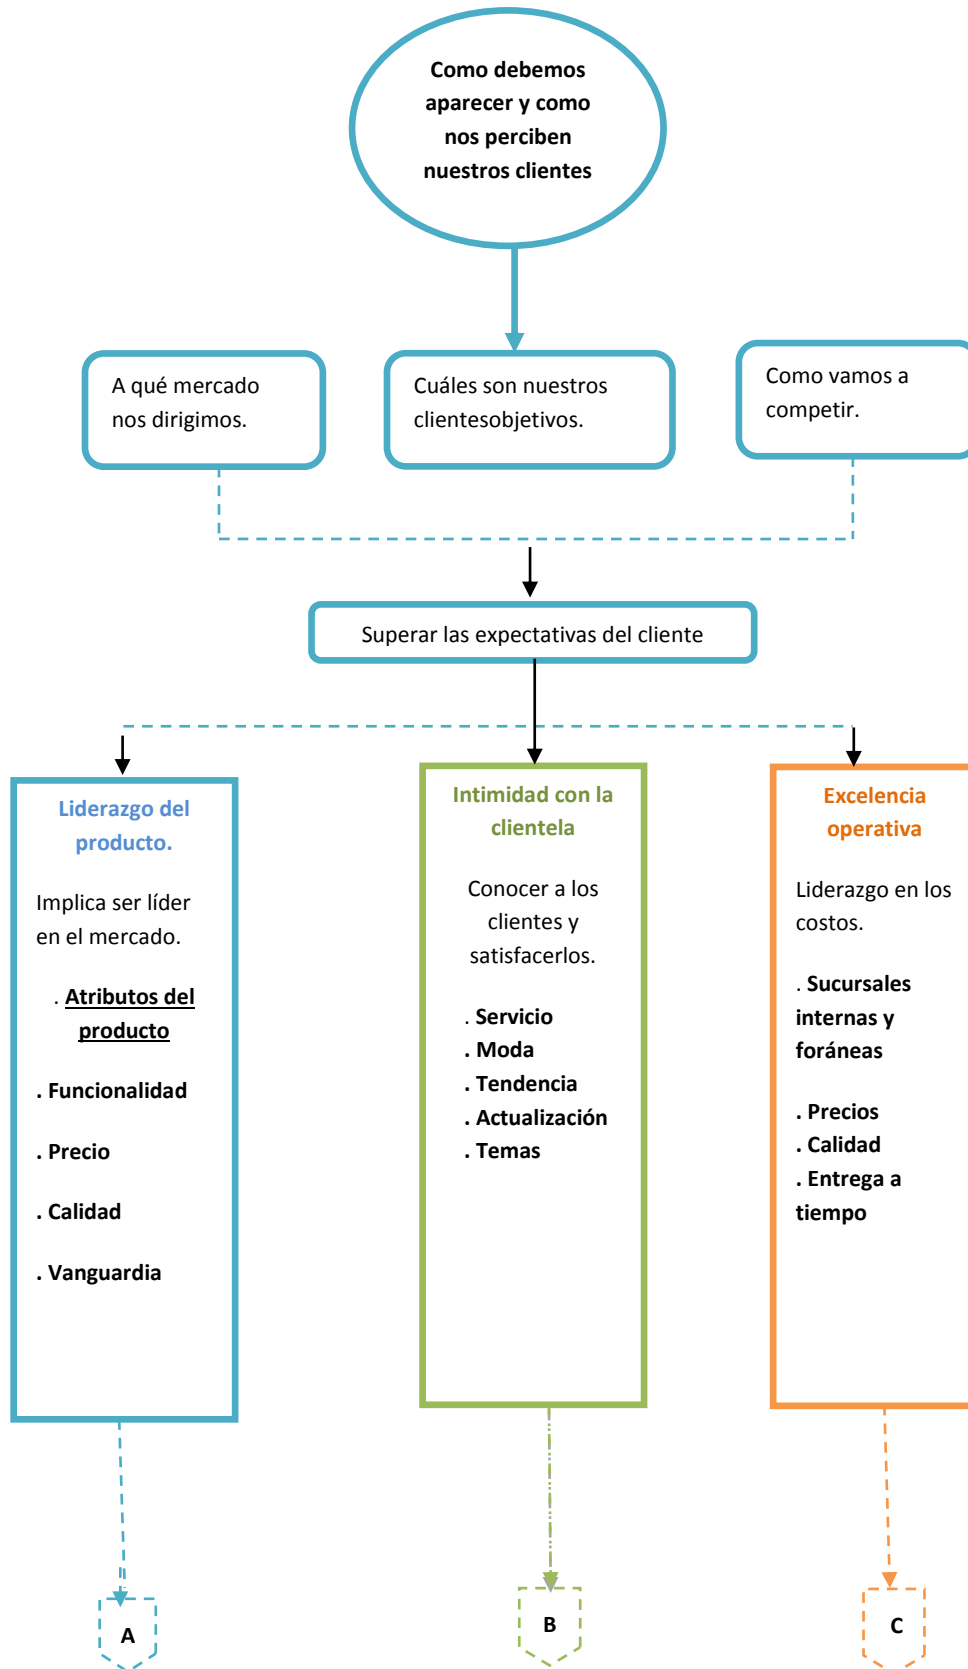 Como debemos
aparecer y como
nos perciben
nuestros clientes
A qué mercado
nos dirigimos.
Cuáles son nuestros
clientesobjetivos.
Como vamos a
competir.
Superar las expectativas del cliente
Liderazgo del
producto.
Implica ser líder
en el mercado.
. Atributos del
producto
. Funcionalidad
. Precio
. Calidad
. Vanguardia
Intimidad con la
clientela
Conocer a los
clientes y
satisfacerlos.
. Servicio
. Moda
. Tendencia
. Actualización
. Temas
Excelencia
operativa
Liderazgo en los
costos.
. Sucursales
internas y
foráneas
. Precios
. Calidad
. Entrega a
tiempo
A
B
C